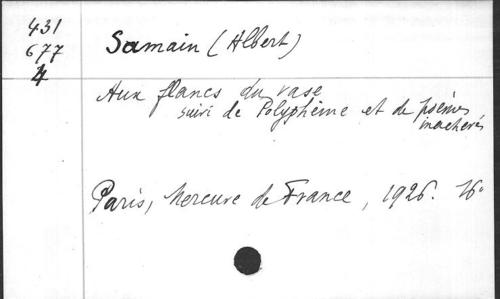 431
677
4
Samain (Albert)
Aux flancs du vase
suivi de Polyphème et de poèmes
inachevés
Paris, Mercure de France, 1926. 16°